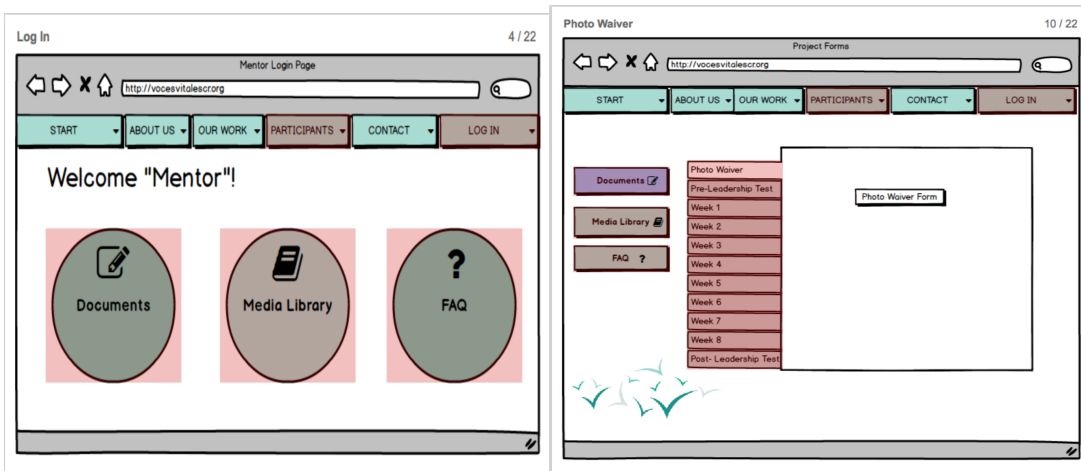 Log In
4 / 22
Mentor Login Page
http://vocesvitalescr.org
START
ABOUT US
OUR WORK
PARTICIPANTS
CONTACT
LOG IN
Welcome "Mentor"!
Documents
Media Library
?
FAQ
Photo Waiver
10 / 22
Project Forms
http://vocesvitalescr.org
START
ABOUT US
OUR WORK
PARTICIPANTS
CONTACT
LOG IN
Documents
Media Library
FAQ ?
Photo Waiver
Pre-Leadership Test
Week 1
Week 2
Week 3
Week 4
Week 5
Week 6
Week 7
Week 8
Post- Leadership Test
Photo Waiver Form